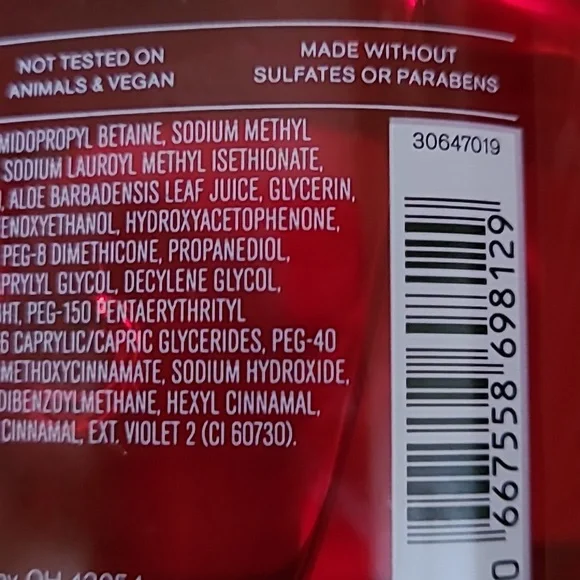 NOT TESTED ON
ANIMALS & VEGAN
MADE WITHOUT
SULFATES OR PARABENS
MIDOPROPYL BETAINE, SODIUM METHYL
SODIUM LAUROYL METHYL ISETHIONATE,
ALOE BARBADENSIS LEAF JUICE, GLYCERIN,
ENOXYETHANOL, HYDROXYACETOPHENONE,
PEG-8 DIMETHICONE, PROPANEDIOL,
PRYLYL GLYCOL, DECYLENE GLYCOL,
HT, PEG-150 PENTAERYTHRITYL
6 CAPRYLIC/CAPRIC GLYCERIDES, PEG-40
METHOXYCINNAMATE, SODIUM HYDROXIDE,
DIBENZOYLMETHANE, HEXYL CINNAMAL,
CINNAMAL, EXT. VIOLET 2 (CI 60730).
30647019
0 667558 698129